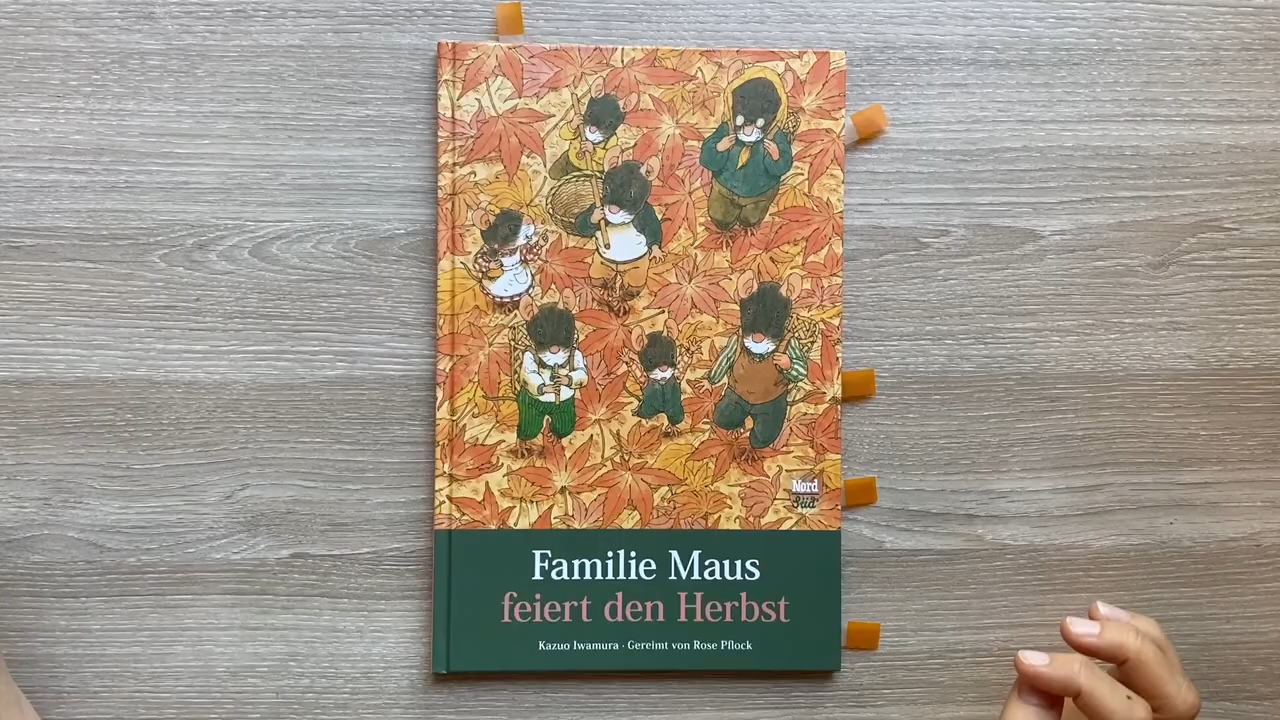 Nord
Süd
Familie Maus
feiert den Herbst
Kazuo Iwamura · Gereimt von Rose Pflock